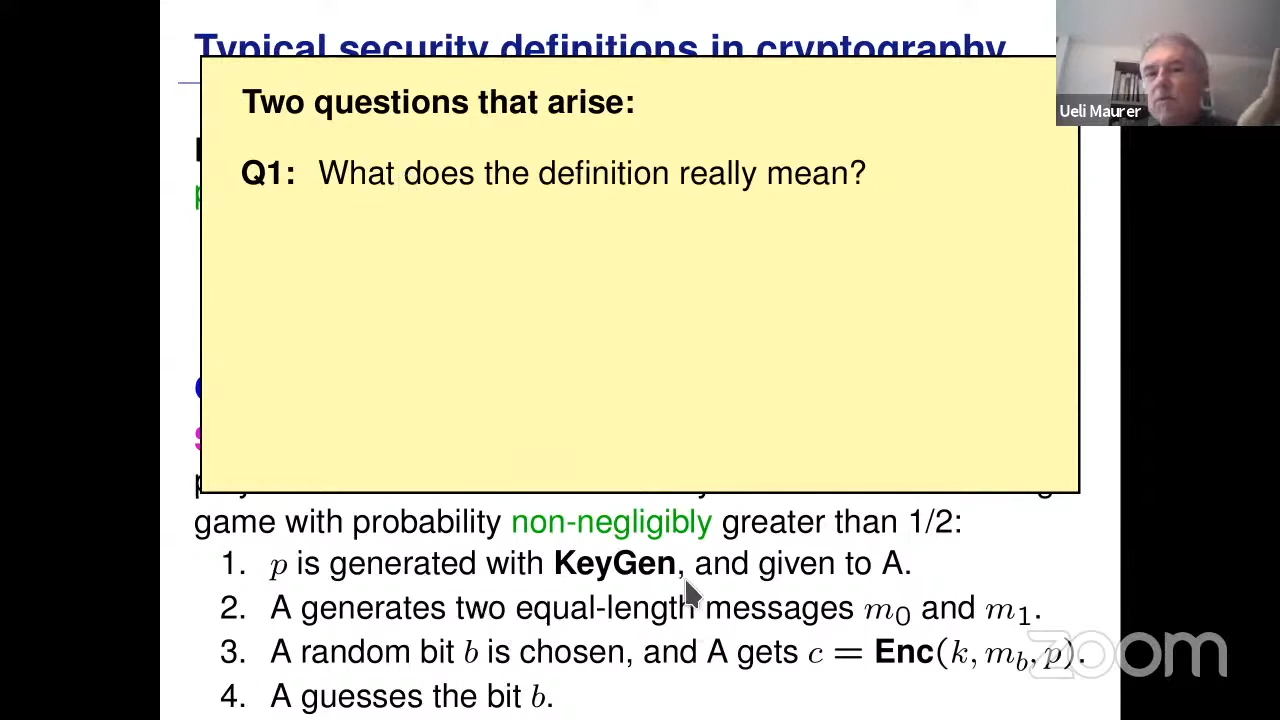 Typical security definitions in cryptography
Two questions that arise:
Ueli Maurer
Q1: What does the definition really mean?
game with probability non-negligibly greater than 1/2:
1. p is generated with KeyGen, and given to A.
2. A generates two equal-length messages m₀ and m₁.
3. A random bit b is chosen, and A gets c = Enc(k, m_b, p).
4. A guesses the bit b.
zoom